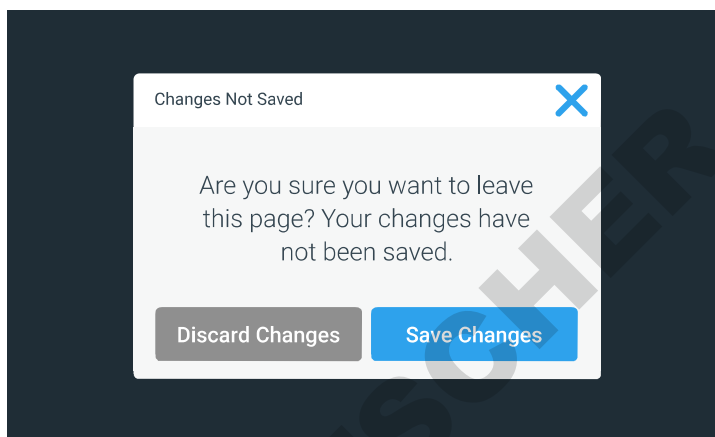 Changes Not Saved
Are you sure you want to leave
this page? Your changes have
not been saved.
Discard Changes
Save Changes
SCHER